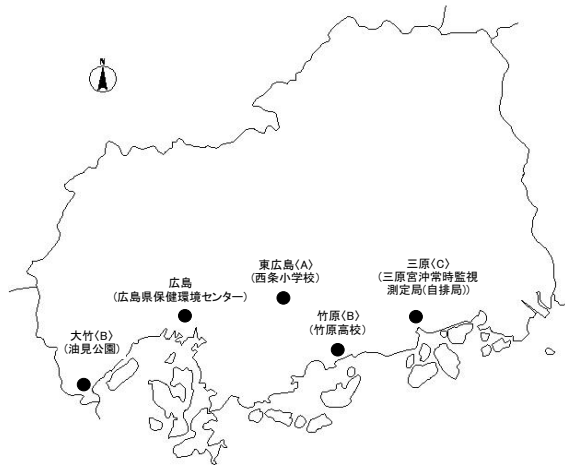 N
東広島〈A〉
(西条小学校)
三原〈C〉
(三原宮沖常時監視
測定局(自排局))
広島
(広島県保健環境センター)
竹原〈B〉
(竹原高校)
大竹〈B〉
(油見公園)